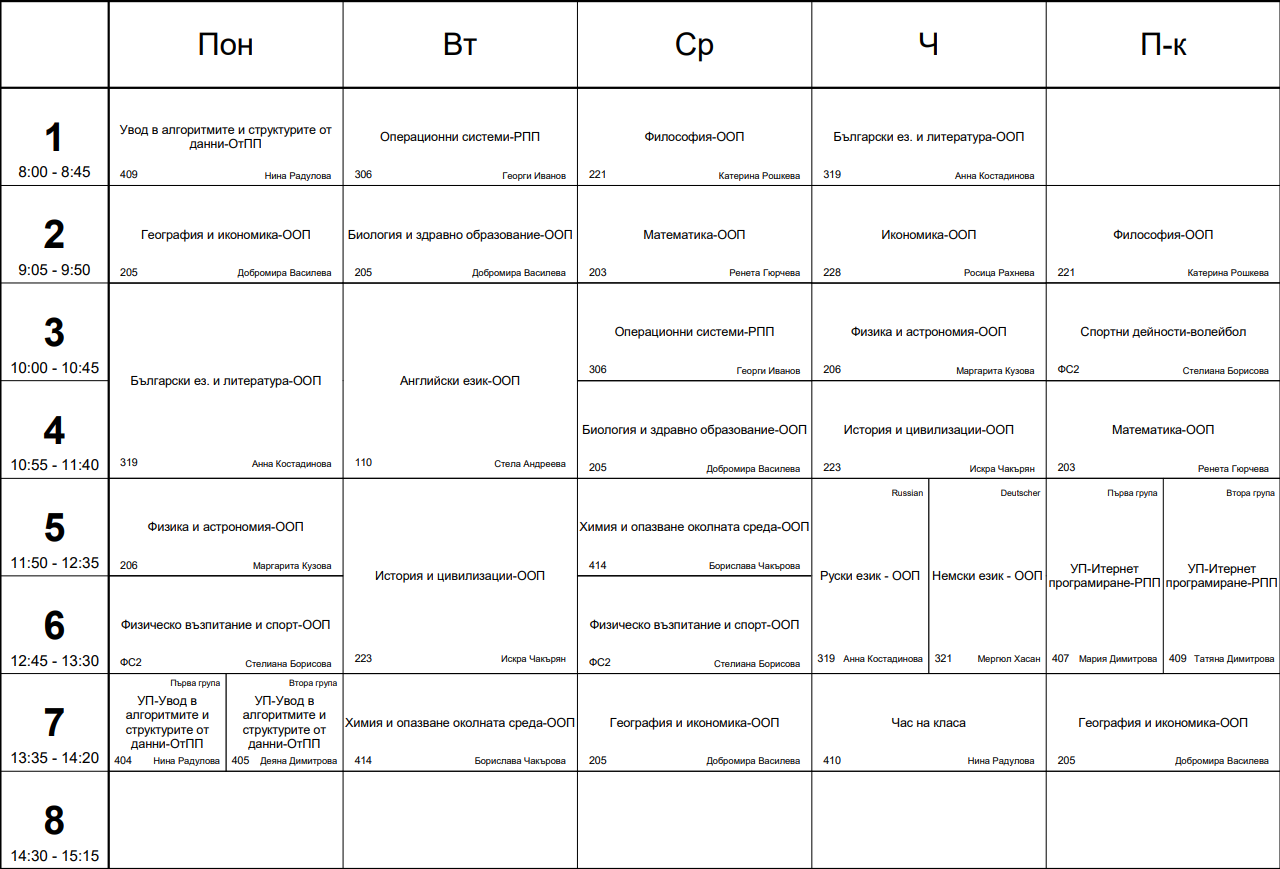 Пон
Вт
Ср
Ч
П-к
1
8:00 - 8:45
Увод в алгоритмите и структурите от
данни-ОтПП
409
Нина Радулова
Операционни системи-РПП
306
Георги Иванов
Философия-ООП
221
Катерина Рошкева
Български ез. и литература-ООП
319
Анна Костадинова
2
9:05 - 9:50
География и икономика-ООП
205
Добромира Василева
Биология и здравно образование-ООП
205
Добромира Василева
Математика-ООП
203
Ренета Гюрчева
Икономика-ООП
228
Росица Рахнева
Философия-ООП
221
Катерина Рошкева
3
10:00 - 10:45
Български ез. и литература-ООП
319
Анна Костадинова
Английски език-ООП
110
Стела Андреева
Операционни системи-РПП
306
Георги Иванов
Физика и астрономия-ООП
206
Маргарита Кузова
Спортни дейности-волейбол
ФС2
Стелиана Борисова
4
10:55 - 11:40
Биология и здравно образование-ООП
205
Добромира Василева
История и цивилизации-ООП
223
Искра Чакърян
Математика-ООП
203
Ренета Гюрчева
5
11:50 - 12:35
Физика и астрономия-ООП
206
Маргарита Кузова
История и цивилизации-ООП
223
Искра Чакърян
Химия и опазване околната среда-ООП
414
Борислава Чакърова
Russian
Руски език - ООП
319
Анна Костадинова
Deutscher
Немски език - ООП
321
Мергюл Хасан
Първа група
УП-Итернет
програмиране-РПП
407
Мария Димитрова
Втора група
УП-Итернет
програмиране-РПП
409
Татяна Димитрова
6
12:45 - 13:30
Физическо възпитание и спорт-ООП
ФС2
Стелиана Борисова
Физическо възпитание и спорт-ООП
ФС2
Стелиана Борисова
7
13:35 - 14:20
Първа група
УП-Увод в
алгоритмите и
структурите от
данни-ОтПП
404
Нина Радулова
Втора група
УП-Увод в
алгоритмите и
структурите от
данни-ОтПП
405
Деяна Димитрова
Химия и опазване околната среда-ООП
414
Борислава Чакърова
География и икономика-ООП
205
Добромира Василева
Час на класа
410
Нина Радулова
География и икономика-ООП
205
Добромира Василева
8
14:30 - 15:15